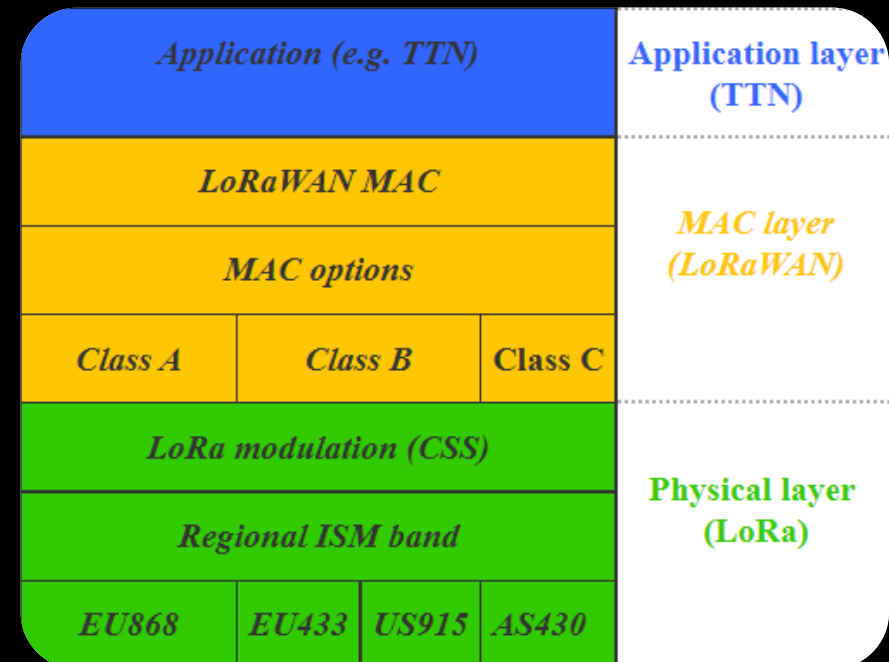 Application (e.g. TTN)
Application layer
(TTN)
LoRaWAN MAC
MAC options
MAC layer
(LoRaWAN)
Class A
Class B
Class C
LoRa modulation (CSS)
Regional ISM band
Physical layer
(LoRa)
EU868
EU433
US915
AS430